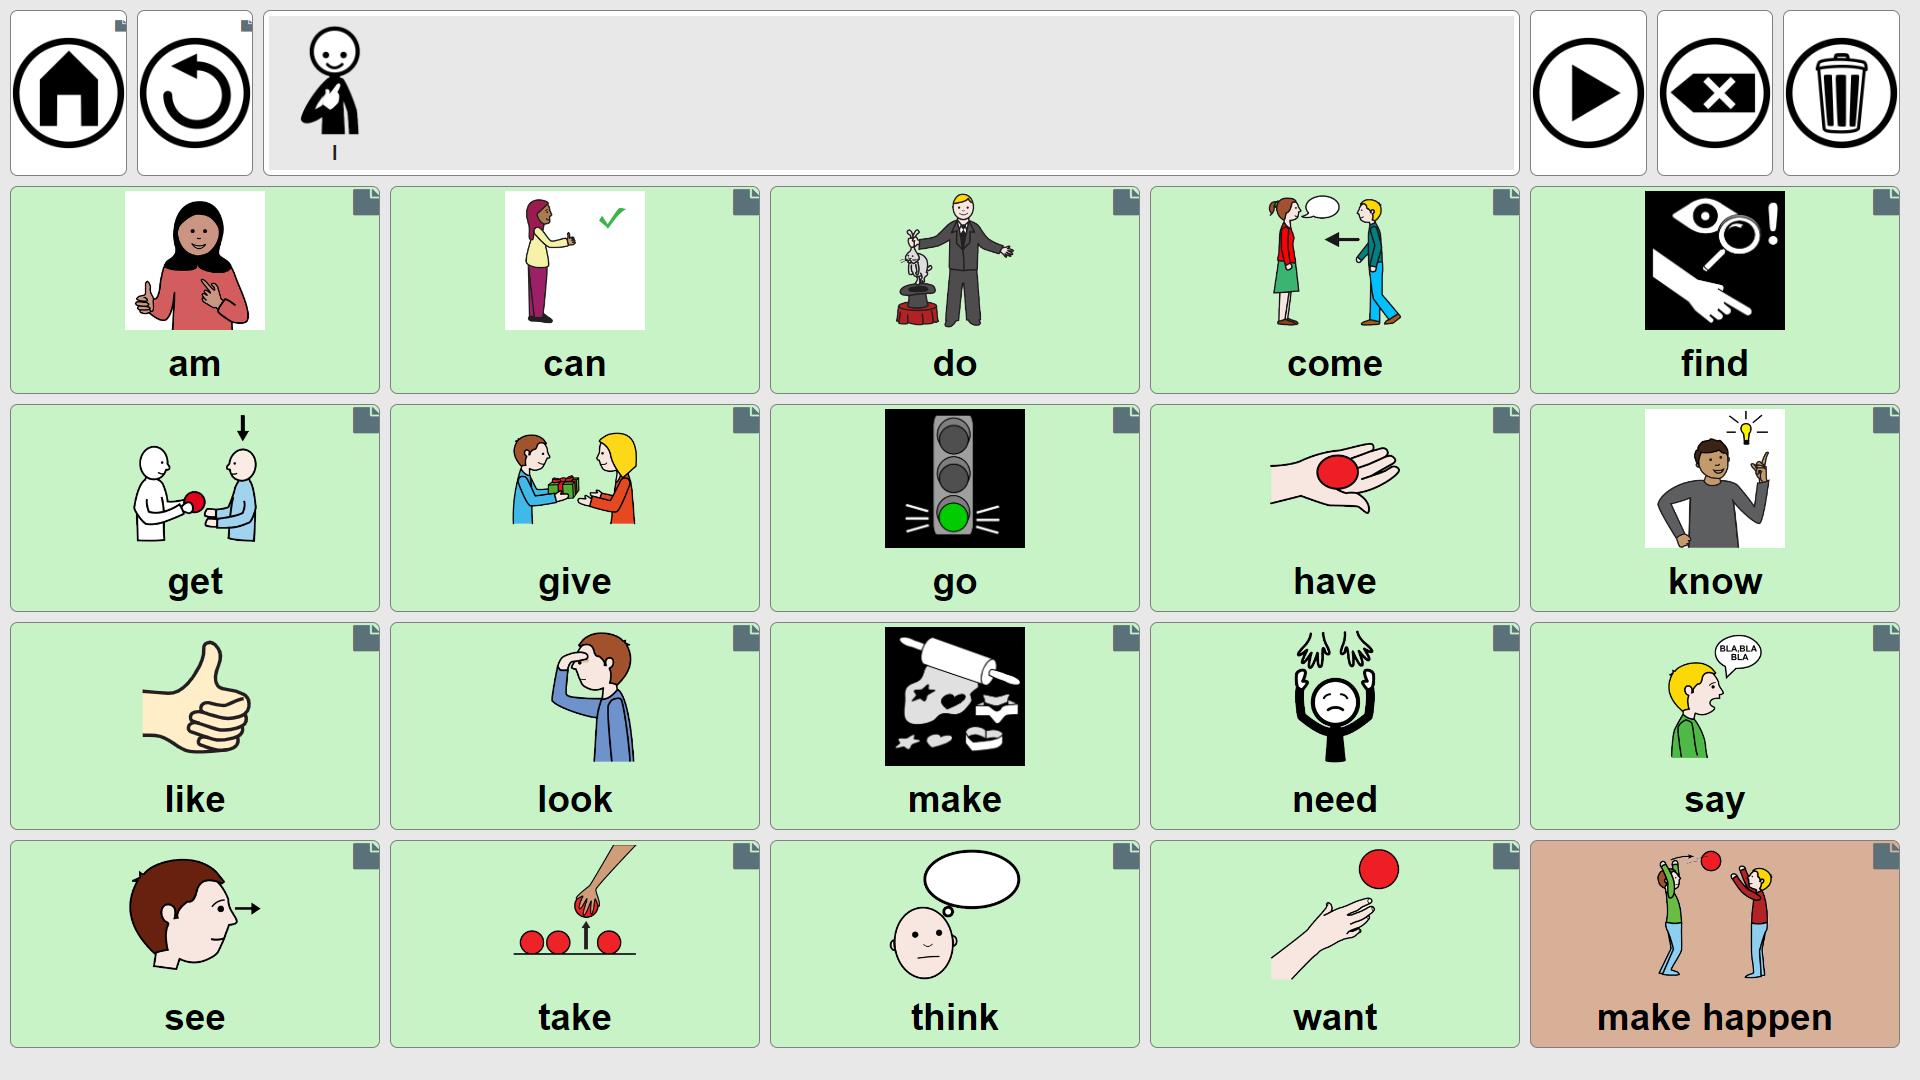 I
am
can
do
come
find
get
give
go
have
know
like
look
make
need
BLA,BLA
BLA
say
see
take
think
want
make happen